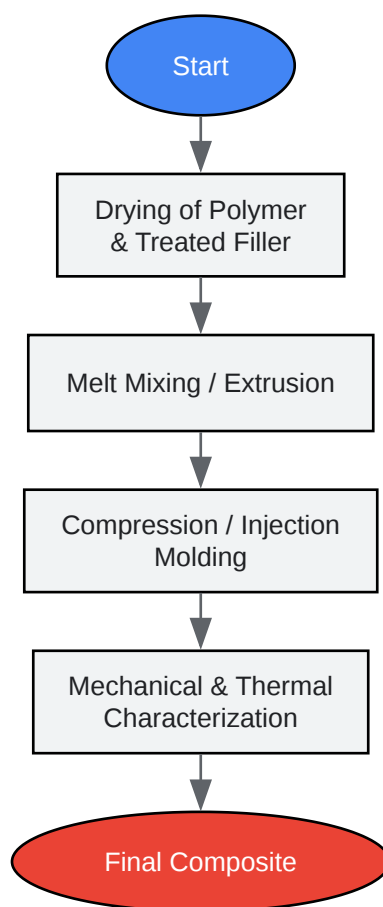 Start
Drying of Polymer
& Treated Filler
Melt Mixing / Extrusion
Compression / Injection
Molding
Mechanical & Thermal
Characterization
Final Composite